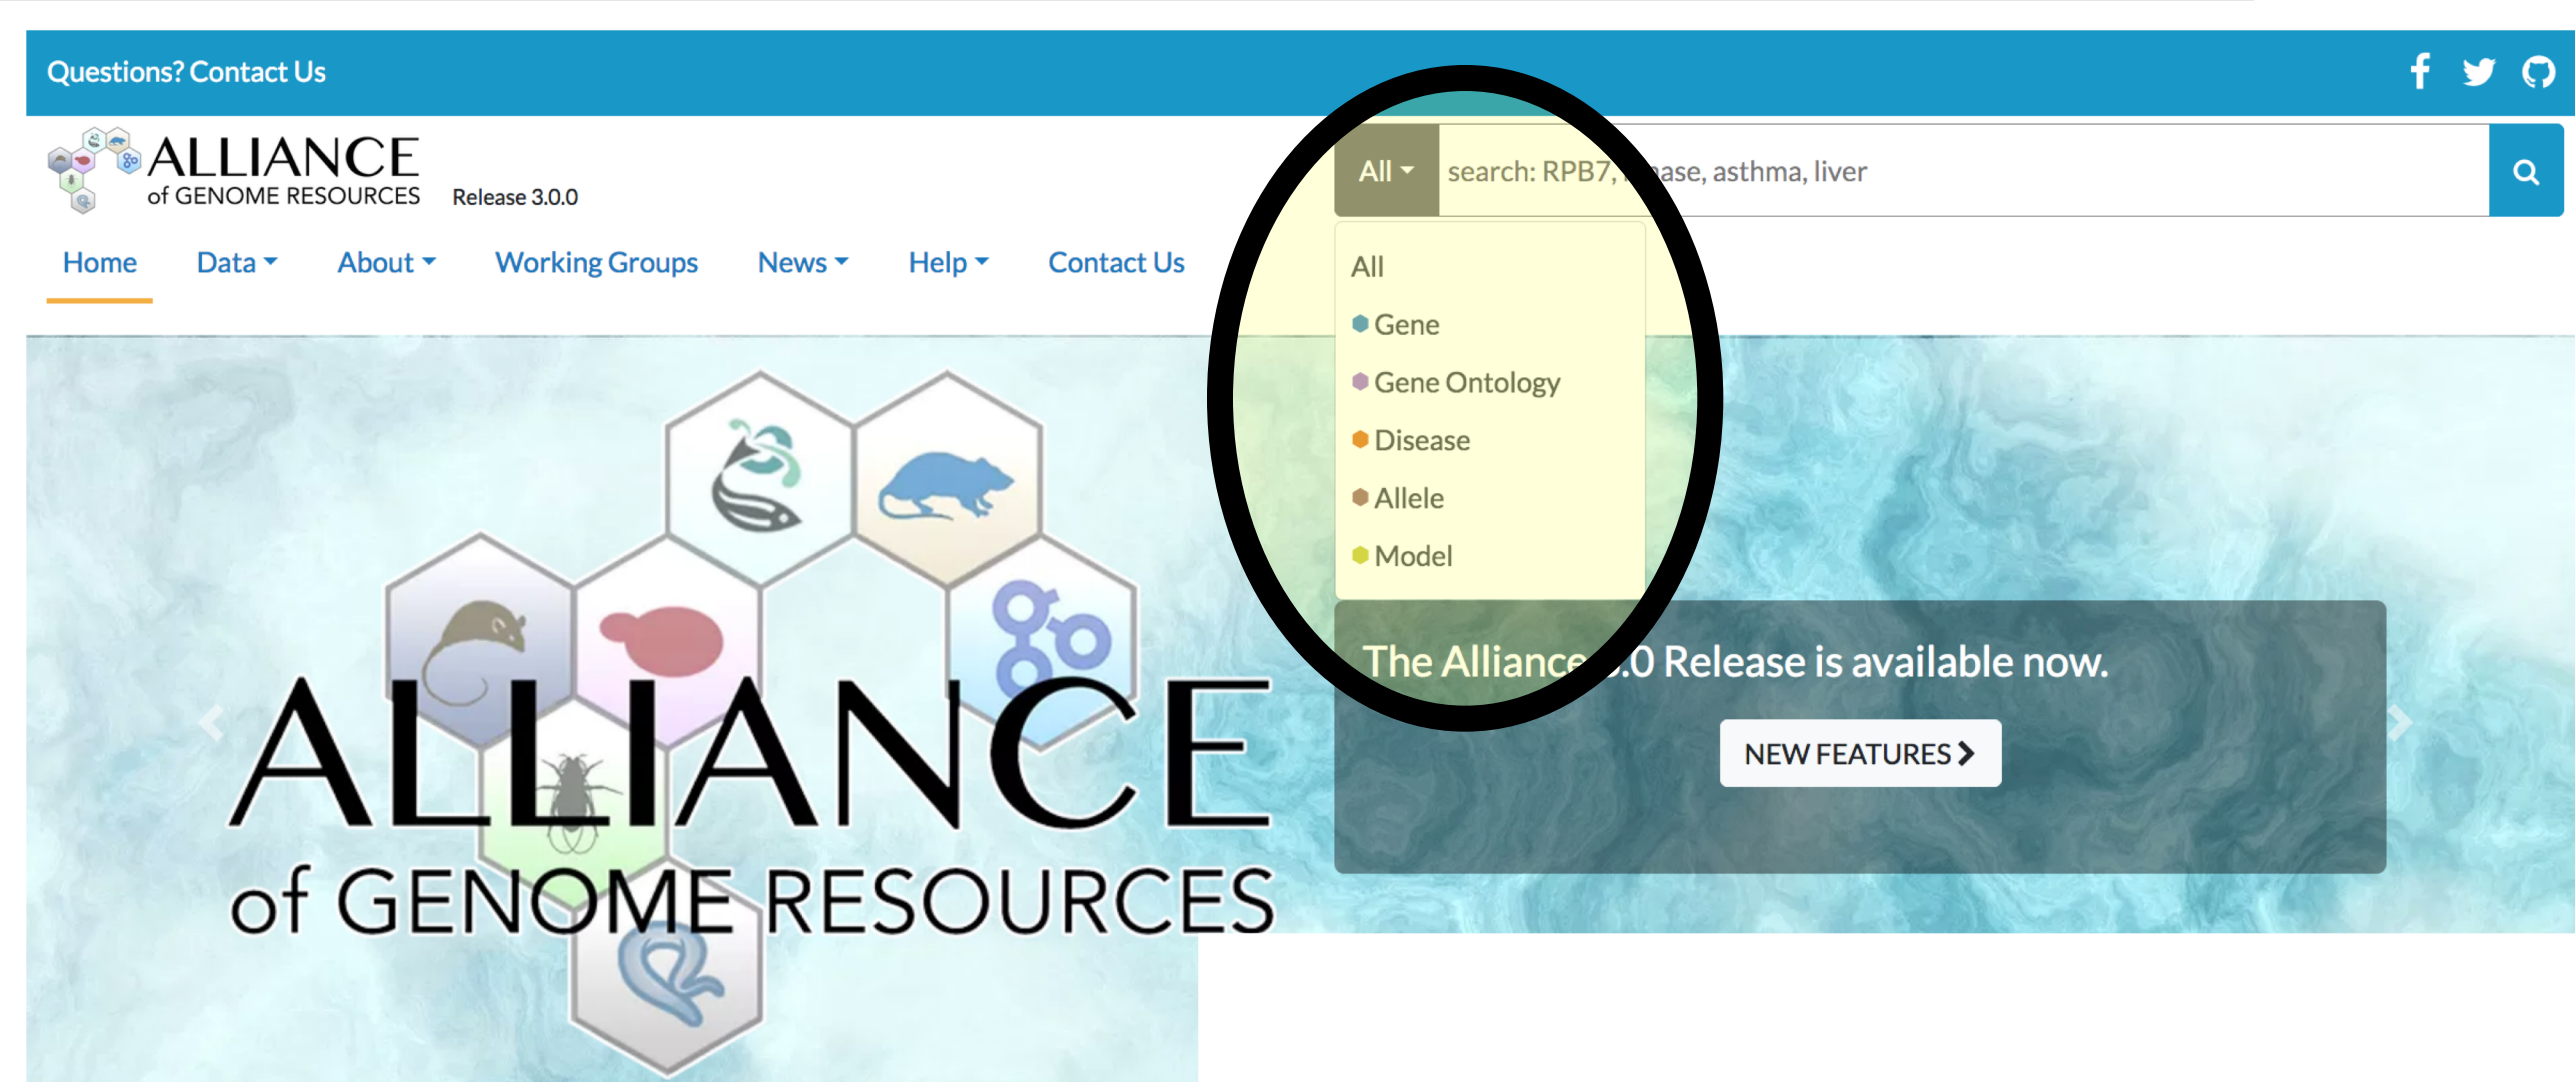 Questions? Contact Us
ALLIANCE
of GENOME RESOURCES
Release 3.0.0
All
search: RPB7, asthma, liver
Home Data About Working Groups News Help Contact Us
All
Gene
Gene Ontology
Disease
Allele
Model
The Alliance Release is available now.
NEW FEATURES
ALLIANCE
of GENOME RESOURCES